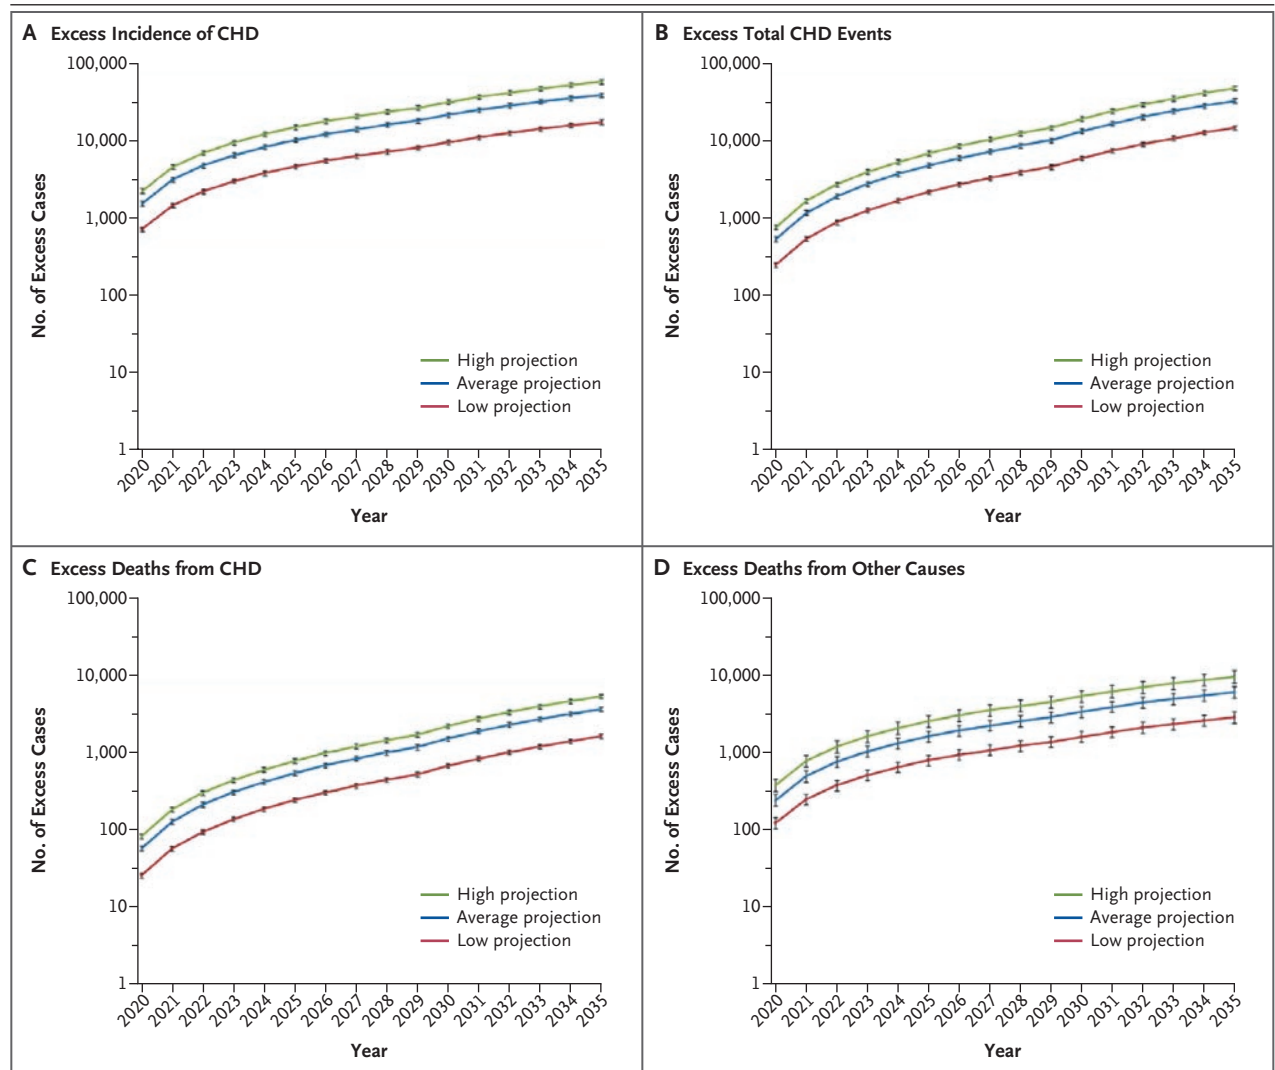 A Excess Incidence of CHD
100,000
10,000
1,000
100
10
1
No. of Excess Cases
High projection
Average projection
Low projection
2020 2021 2022 2023 2024 2025 2026 2027 2028 2029 2030 2031 2032 2033 2034 2035
Year
B Excess Total CHD Events
100,000
10,000
1,000
100
10
1
No. of Excess Cases
High projection
Average projection
Low projection
2020 2021 2022 2023 2024 2025 2026 2027 2028 2029 2030 2031 2032 2033 2034 2035
Year
C Excess Deaths from CHD
100,000
10,000
1,000
100
10
1
No. of Excess Cases
High projection
Average projection
Low projection
2020 2021 2022 2023 2024 2025 2026 2027 2028 2029 2030 2031 2032 2033 2034 2035
Year
D Excess Deaths from Other Causes
100,000
10,000
1,000
100
10
1
No. of Excess Cases
High projection
Average projection
Low projection
2020 2021 2022 2023 2024 2025 2026 2027 2028 2029 2030 2031 2032 2033 2034 2035
Year